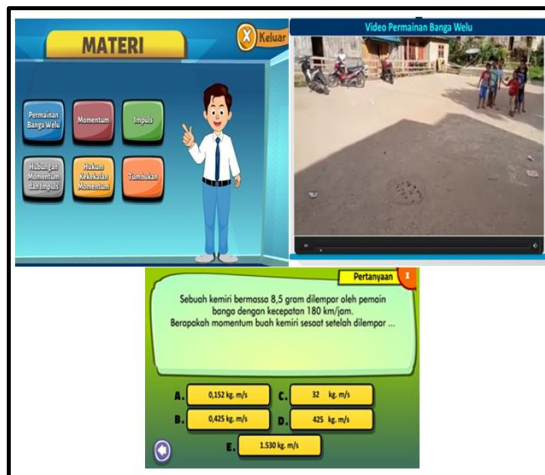 MATERI
X Keluar
Permainan
Banga Welu
Momentum
Impuls
Hubungan
Momentum
dan Impuls
Hukum
Kekekalan
Momentum
Tumbukan
Video Permainan Banga Welu
Pertanyaan 1
Sebuah kemiri bermassa 8,5 gram dilempar oleh pemain
banga dengan kecepatan 180 km/jam.
Berapakah momentum buah kemiri sesaat setelah dilempar ...
A. 0,152 kg. m/s
C. 32 kg. m/s
B. 0,425 kg. m/s
D. 425 kg. m/s
E. 1.530 kg. m/s